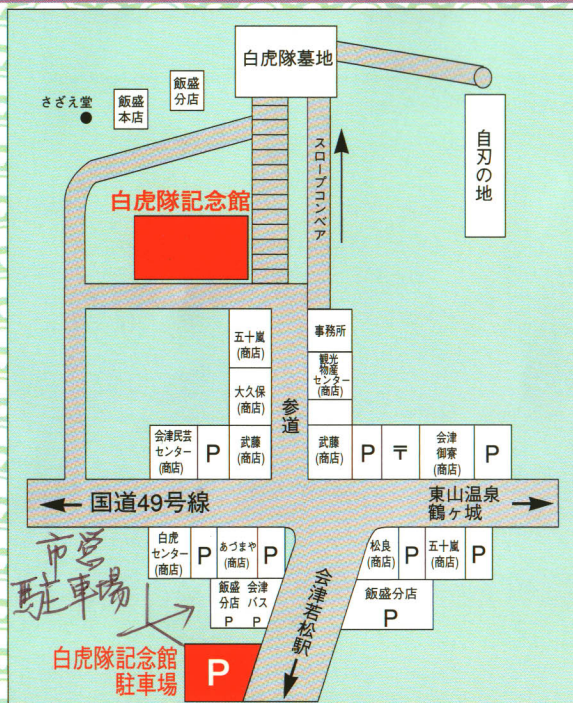 白虎隊墓地
飯盛
分店
飯盛
本店
さざえ堂
自刃の地
スロープコンベア
白虎隊記念館
五十嵐
(商店)
事務所
観光
物産
センター
(商店)
大久保
(商店)
参道
会津民芸
センター
(商店)
P
武藤
(商店)
武藤
(商店)
P
〒
会津
御寮
(商店)
P
国道49号線
東山温泉
鶴ヶ城
白虎
センター
(商店)
P
あづまや
(商店)
P
松良
(商店)
P
五十嵐
(商店)
P
市営
駐車場
飯盛
分店
P
会津
バス
P
会津若松駅
飯盛分店
P
白虎隊記念館
駐車場
P